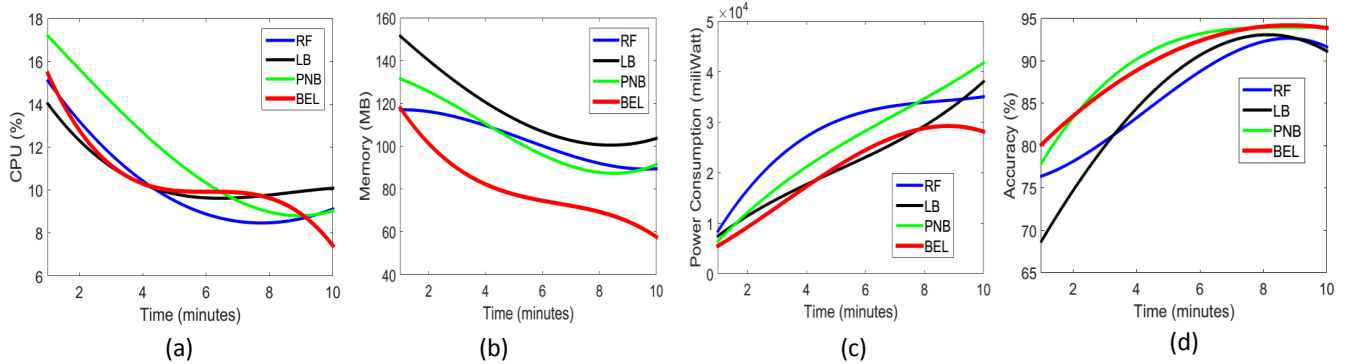 18
16
14
12
10
8
6
CPU (%)
RF
LB
PNB
BEL
2
4
6
8
10
Time (minutes)
(a)
160
140
120
100
80
60
40
Memory (MB)
RF
LB
PNB
BEL
2
4
6
8
10
Time (minutes)
(b)
×10⁴
5
4
3
2
1
0
Power Consumption (miliWatt)
RF
LB
PNB
BEL
2
4
6
8
10
Time (minutes)
(c)
95
90
85
80
75
70
65
Accuracy (%)
RF
LB
PNB
BEL
2
4
6
8
10
Time (minutes)
(d)